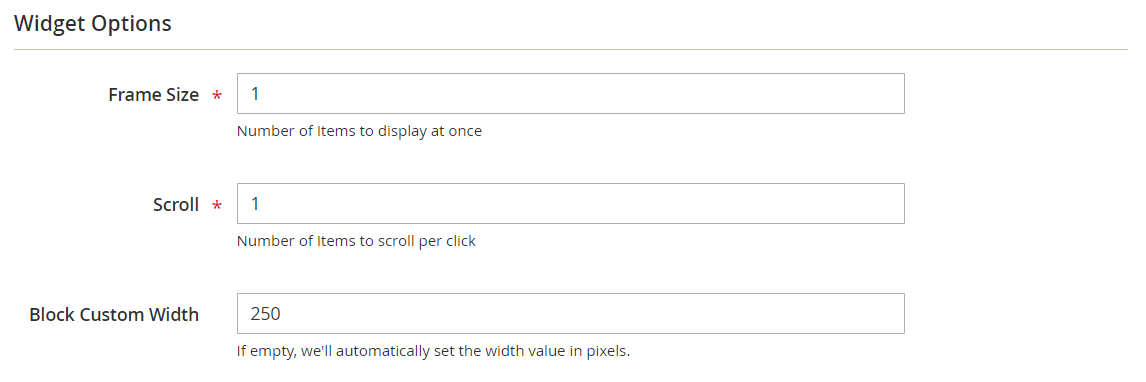 Widget Options
Frame Size * 1
Number of Items to display at once
Scroll * 1
Number of Items to scroll per click
Block Custom Width 250
If empty, we'll automatically set the width value in pixels.